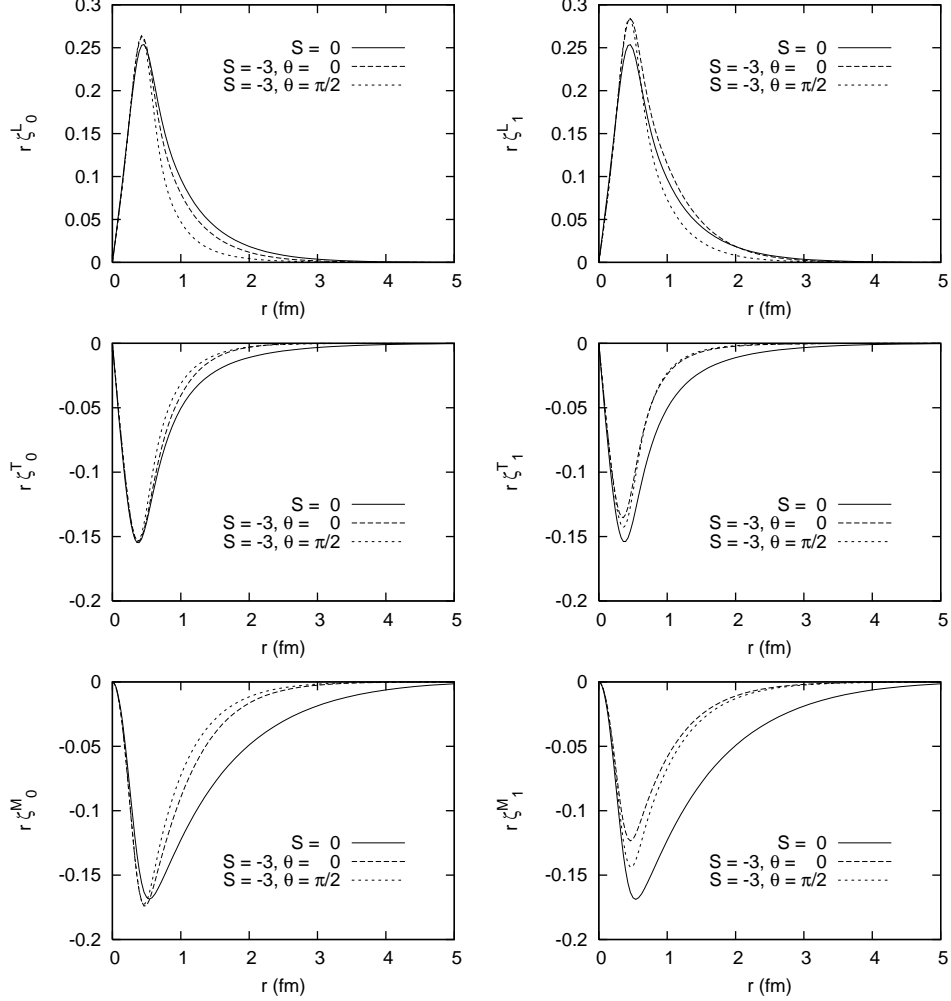 0.3
0.25
0.2
0.15
0.1
0.05
0
0 1 2 3 4 5
r (fm)
r ζ^L_0
S = 0
S = -3, θ = 0
S = -3, θ = π/2
0.3
0.25
0.2
0.15
0.1
0.05
0
0 1 2 3 4 5
r (fm)
r ζ^L_1
S = 0
S = -3, θ = 0
S = -3, θ = π/2
0
-0.05
-0.1
-0.15
-0.2
0 1 2 3 4 5
r (fm)
r ζ^T_0
S = 0
S = -3, θ = 0
S = -3, θ = π/2
0
-0.05
-0.1
-0.15
-0.2
0 1 2 3 4 5
r (fm)
r ζ^T_1
S = 0
S = -3, θ = 0
S = -3, θ = π/2
0
-0.05
-0.1
-0.15
-0.2
0 1 2 3 4 5
r (fm)
r ζ^M_0
S = 0
S = -3, θ = 0
S = -3, θ = π/2
0
-0.05
-0.1
-0.15
-0.2
0 1 2 3 4 5
r (fm)
r ζ^M_1
S = 0
S = -3, θ = 0
S = -3, θ = π/2